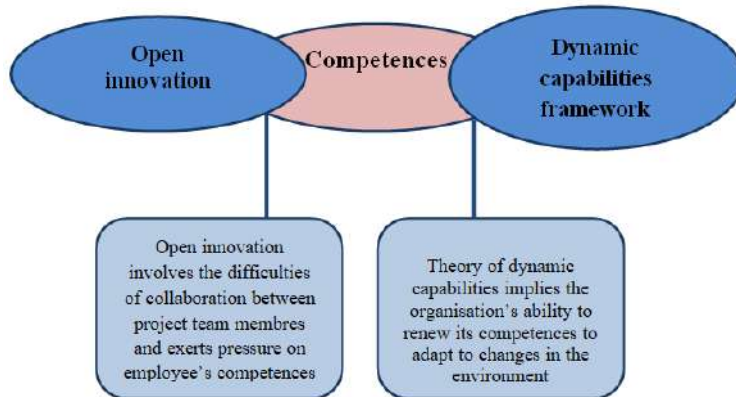 Open
innovation
Competences
Dynamic
capabilities
framework
Open innovation
involves the difficulties
of collaboration between
project team membres
and exerts pressure on
employee's competences
Theory of dynamic
capabilities implies the
organisation's ability to
renew its competences to
adapt to changes in the
environment